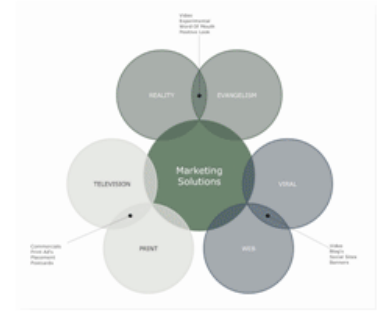 Video
Experimental
Word Of Mouth
Positive Look
REALITY
EVANGELISM
Marketing
Solutions
TELEVISION
VIRAL
PRINT
WEB
Commercials
Print Ad's
Placement
Postcards
Video
Blog's
Social Sites
Banners